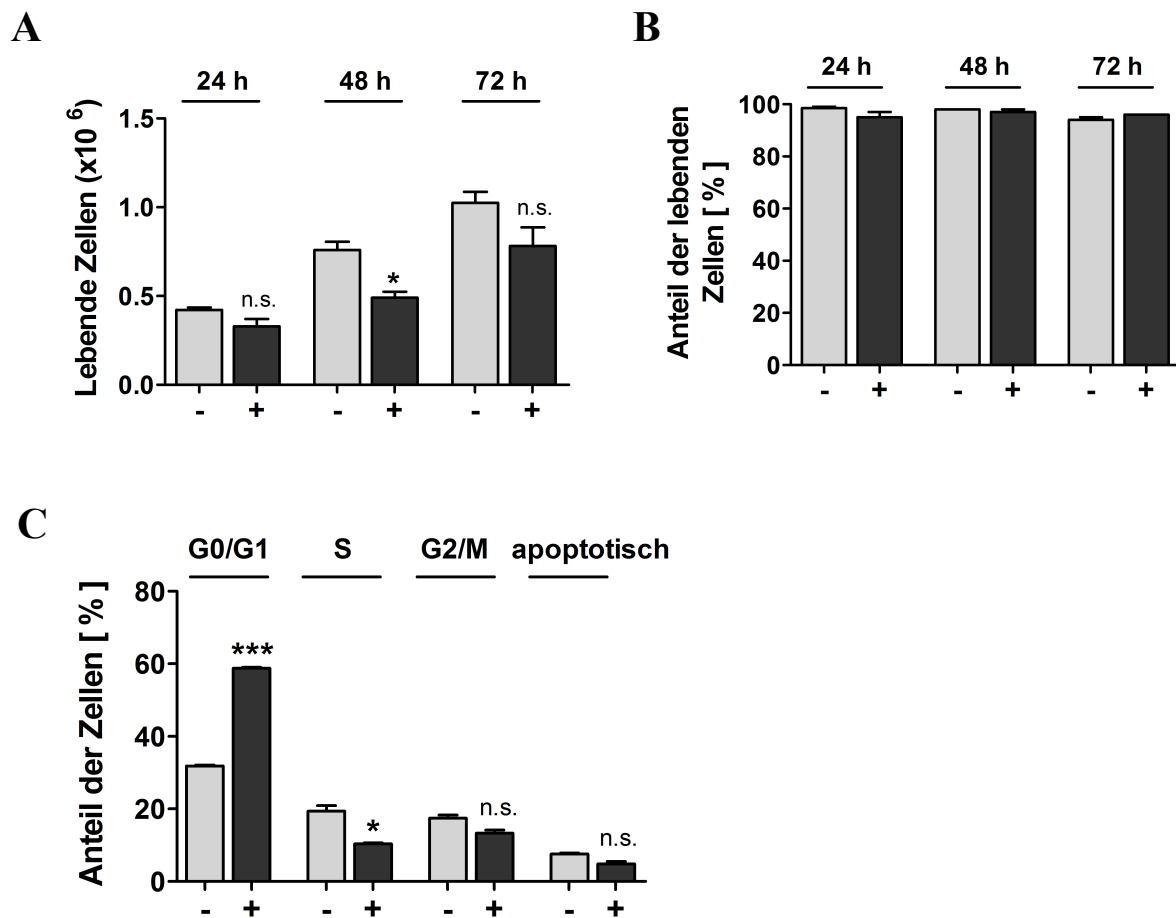 A
24 h 48 h 72 h
Lebende Zellen (x10 6)
1.5
1.0
0.5
0.0
n.s.
*
n.s.
- + - + - +
B
24 h 48 h 72 h
Anteil der lebenden
Zellen [ % ]
100
80
60
40
20
0
- + - + - +
C
G0/G1 S G2/M apoptotisch
Anteil der Zellen [ % ]
80
60
40
20
0
***
*
n.s.
n.s.
- + - + - + - +